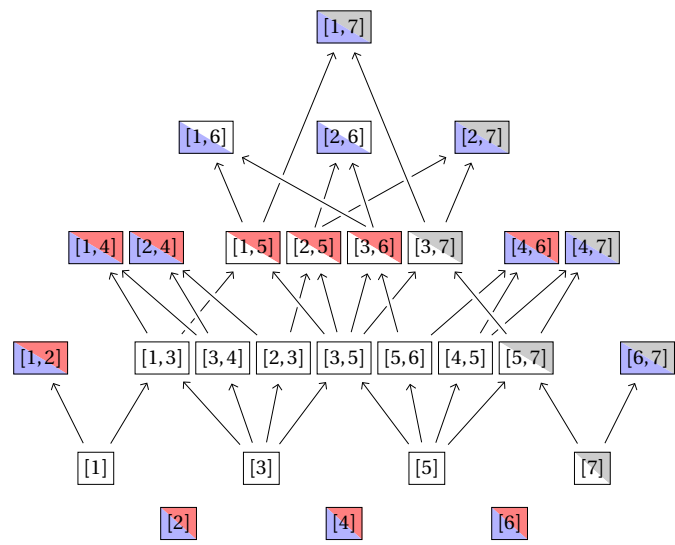 [1, 7]
[1, 6] [2, 6] [2, 7]
[1, 4] [2, 4] [1, 5] [2, 5] [3, 6] [3, 7] [4, 6] [4, 7]
[1, 2] [1, 3] [3, 4] [2, 3] [3, 5] [5, 6] [4, 5] [5, 7] [6, 7]
[1] [3] [5] [7]
[2] [4] [6]